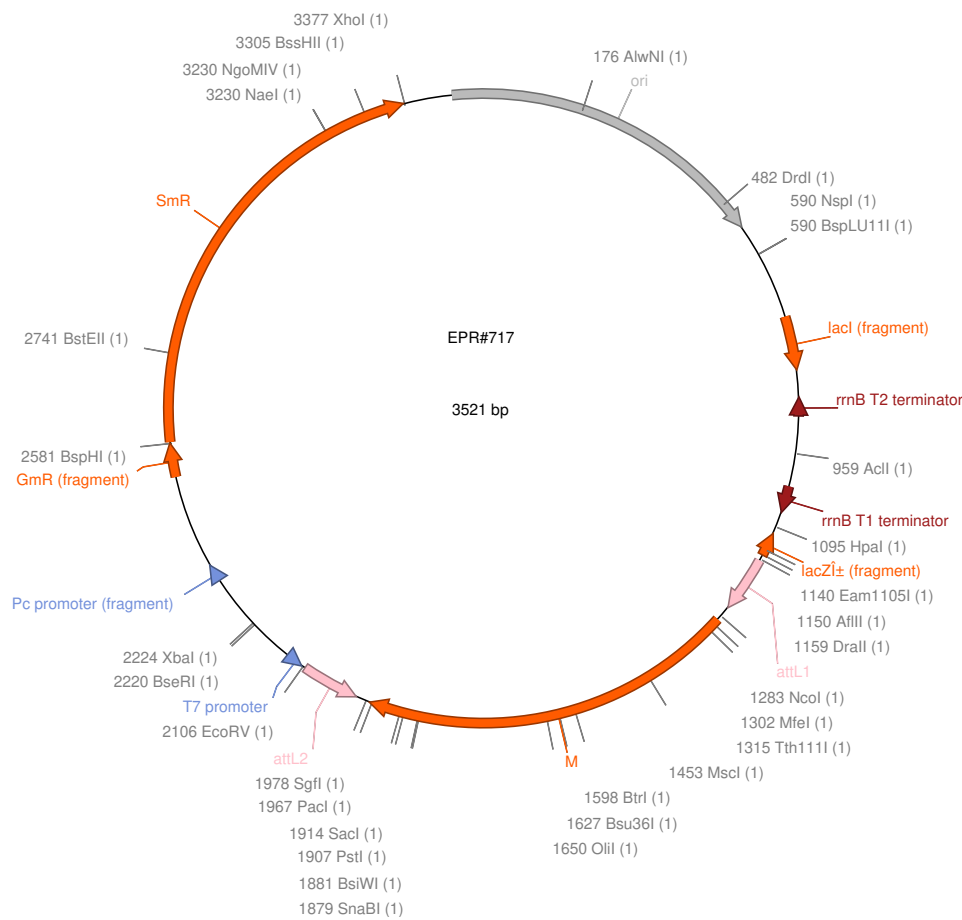 3377 XhoI (1)
3305 BssHII (1)
3230 NgoMIV (1)
3230 NaeI (1)
176 AlwNI (1)
ori
482 DrdI (1)
590 NspI (1)
590 BspLU11I (1)
SmR
lacI (fragment)
2741 BstEII (1)
EPR#717
3521 bp
rrnB T2 terminator
2581 BspHI (1)
GmR (fragment)
959 AclI (1)
rrnB T1 terminator
1095 HpaI (1)
lacZÎ± (fragment)
1140 Eam1105I (1)
1150 AflII (1)
1159 DraII (1)
attL1
Pc promoter (fragment)
2224 XbaI (1)
2220 BseRI (1)
T7 promoter
2106 EcoRV (1)
attL2
1283 NcoI (1)
1302 MfeI (1)
1315 Tth111I (1)
1453 MscI (1)
M
1978 SgfI (1)
1967 PacI (1)
1914 SacI (1)
1907 PstI (1)
1881 BsiWI (1)
1879 SnaBI (1)
1598 BtrI (1)
1627 Bsu36I (1)
1650 OliI (1)